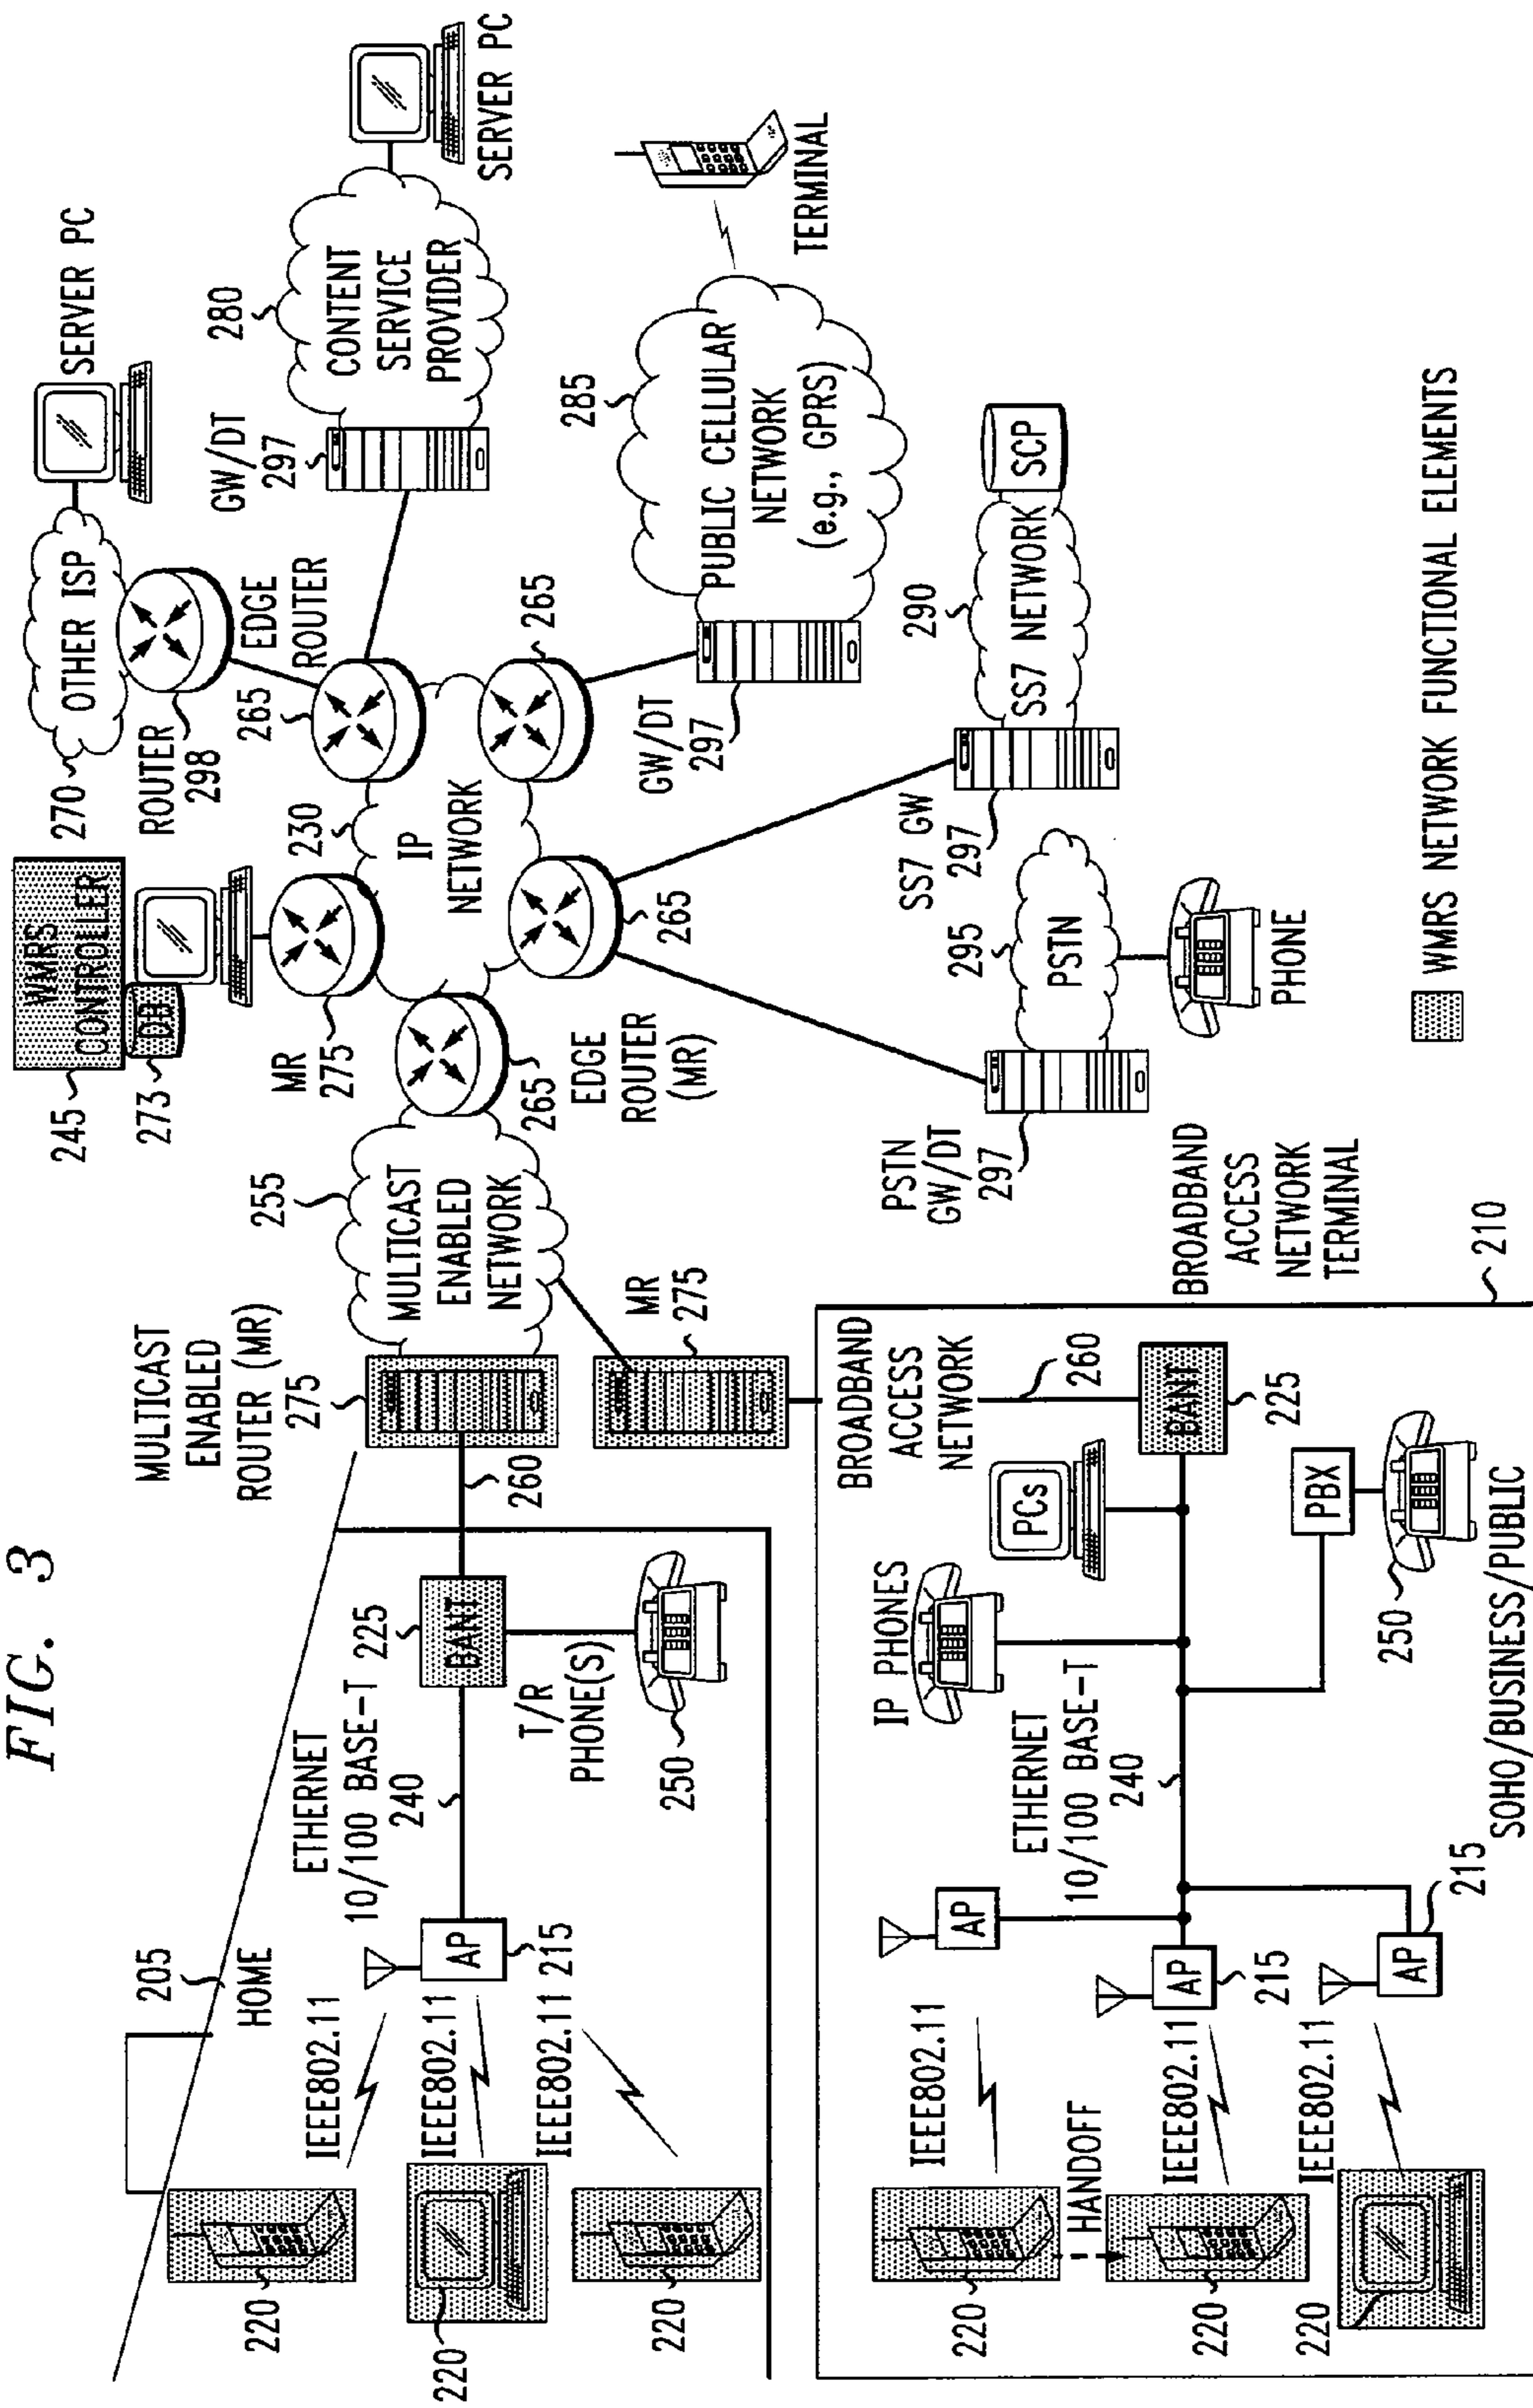 FIG. 3
205
HOME
220
220
220
IEEE802.11
IEEE802.11
IEEE802.11
AP
215
ETHERNET
10/100 BASE-T
240
BANT
225
T/R
PHONE(S)
250
260
MULTICAST
ENABLED
ROUTER (MR)
275
MR
275
255
MULTICAST
ENABLED
NETWORK
245
WMRS
CONTROLLER
273
DB
MR
275
265
EDGE
ROUTER
(MR)
230
IP
NETWORK
270
OTHER ISP
SERVER PC
ROUTER
298
EDGE
ROUTER
265
265
265
GW/DT
297
280
CONTENT
SERVICE
PROVIDER
SERVER PC
GW/DT
297
285
PUBLIC CELLULAR
NETWORK
(e.g., GPRS)
TERMINAL
SS7 GW
297
290
SS7 NETWORK
SCP
PSTN
GW/DT
297
295
PSTN
PHONE
BROADBAND
ACCESS
NETWORK
TERMINAL
210
BROADBAND
ACCESS
NETWORK
260
BANT
225
PCs
IP PHONES
PBX
250
ETHERNET
10/100 BASE-T
240
AP
AP
215
AP
215
IEEE802.11
IEEE802.11
IEEE802.11
HANDOFF
220
220
220
SOHO/BUSINESS/PUBLIC
WMRS NETWORK FUNCTIONAL ELEMENTS